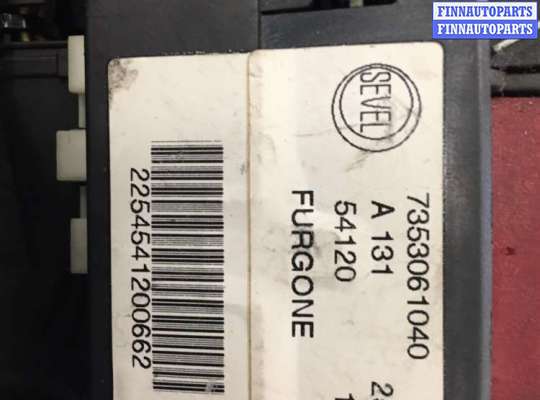 FINNAUTOPARTS
FINNAUTOPARTS
SEVEL
7353061040
A 131
54120
FURGONE
2254541200662